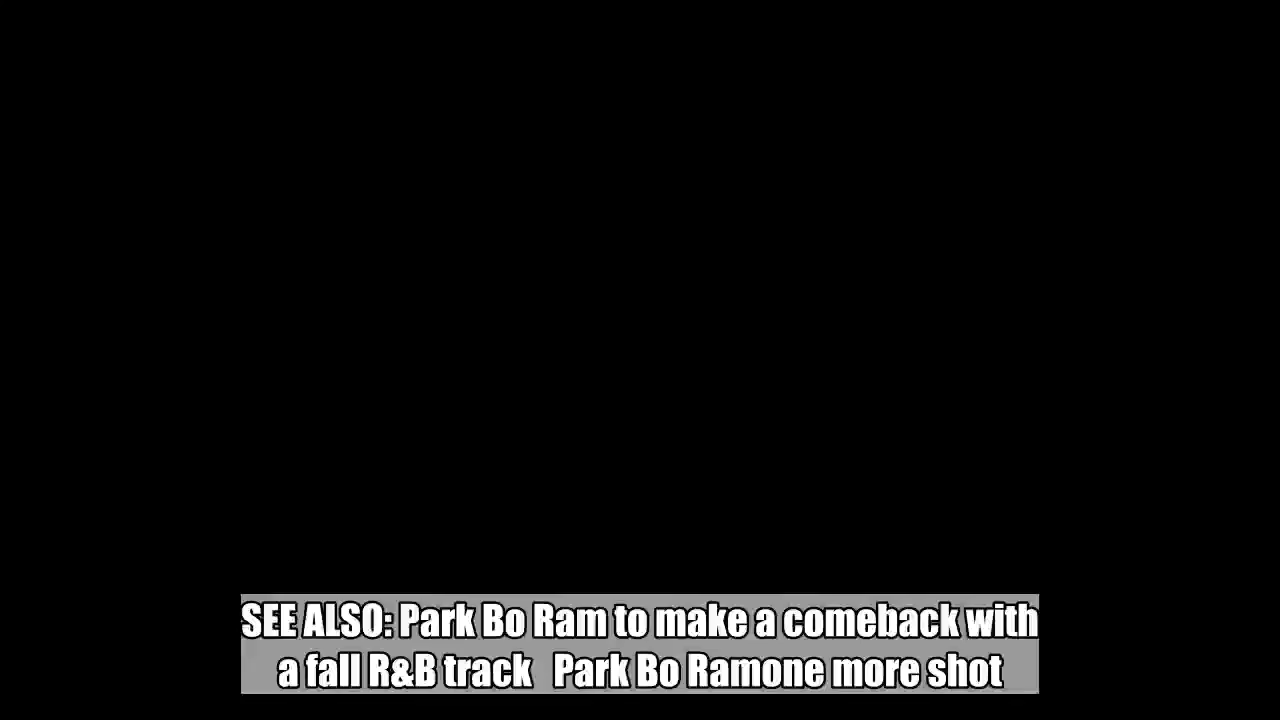 SEE ALSO: Park Bo Ram to make a comeback with
a fall R&B track   Park Bo Ramone more shot